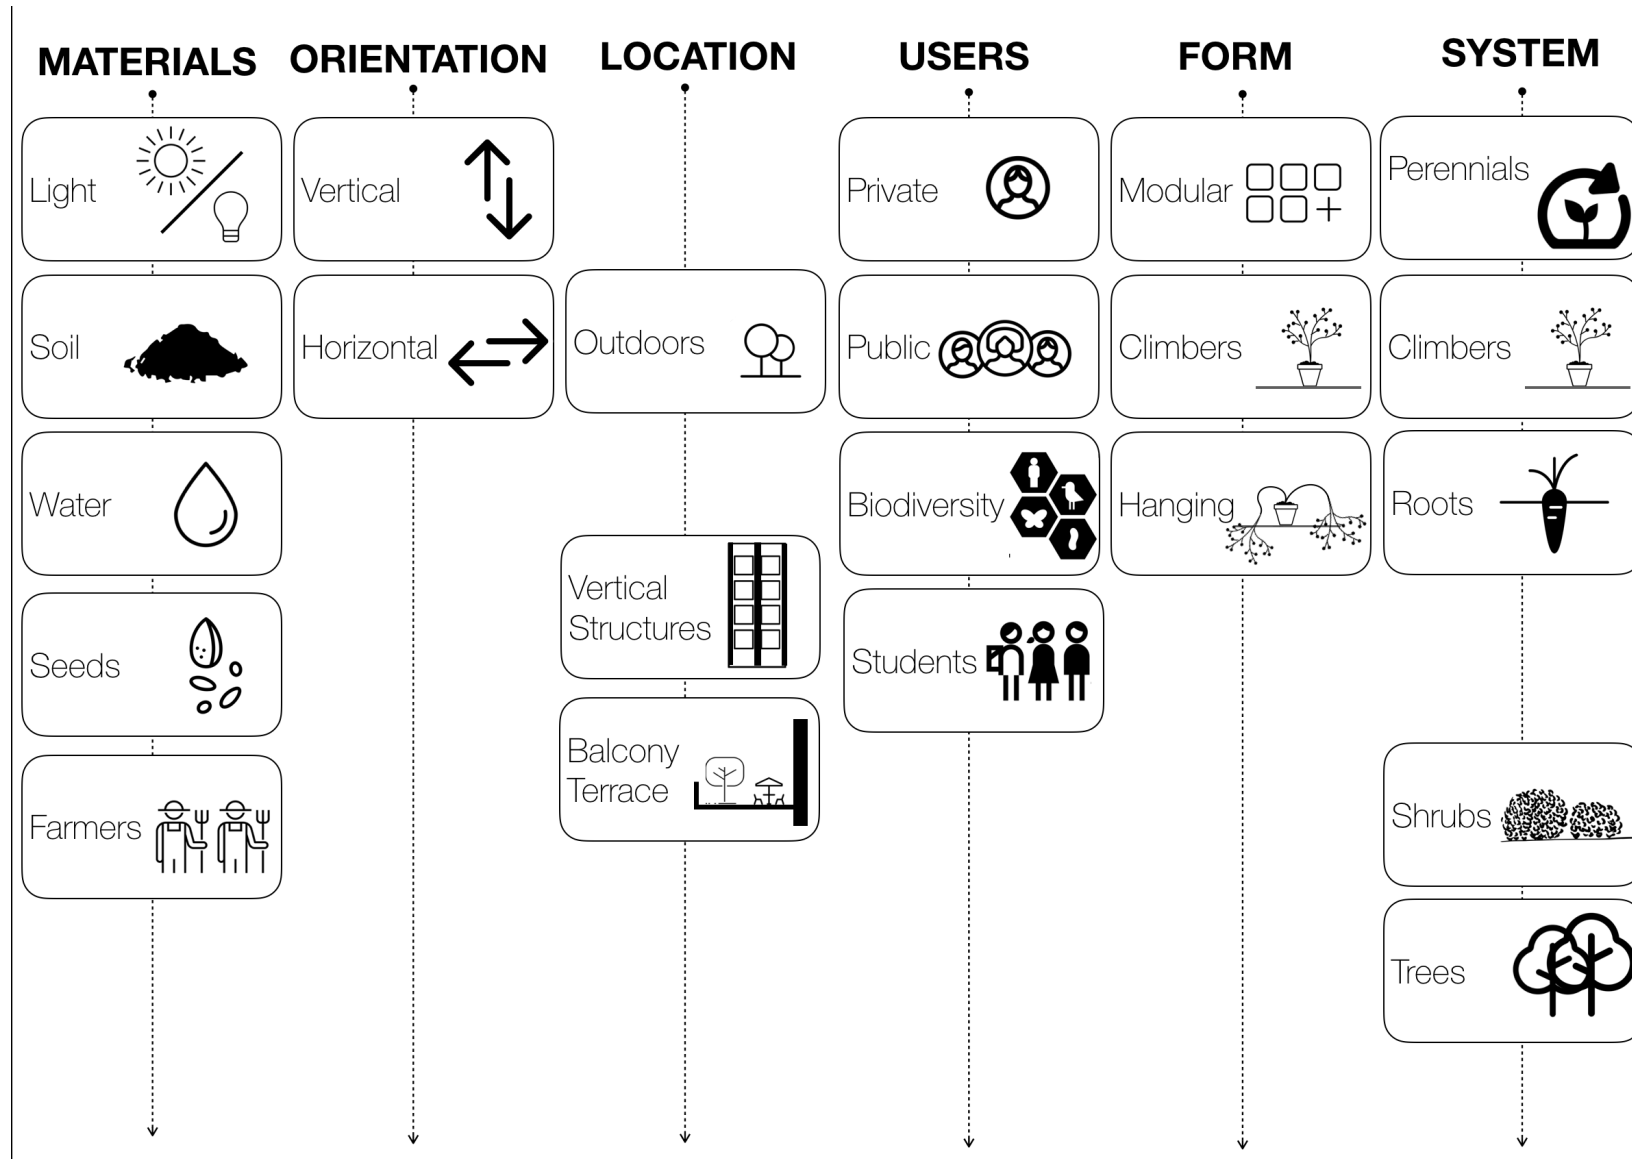 MATERIALS
ORIENTATION
LOCATION
USERS
FORM
SYSTEM
Light
Soil
Water
Seeds
Farmers
Vertical
Horizontal
Outdoors
Vertical
Structures
Balcony
Terrace
Private
Public
Biodiversity
Students
Modular
Climbers
Hanging
Perennials
Climbers
Roots
Shrubs
Trees